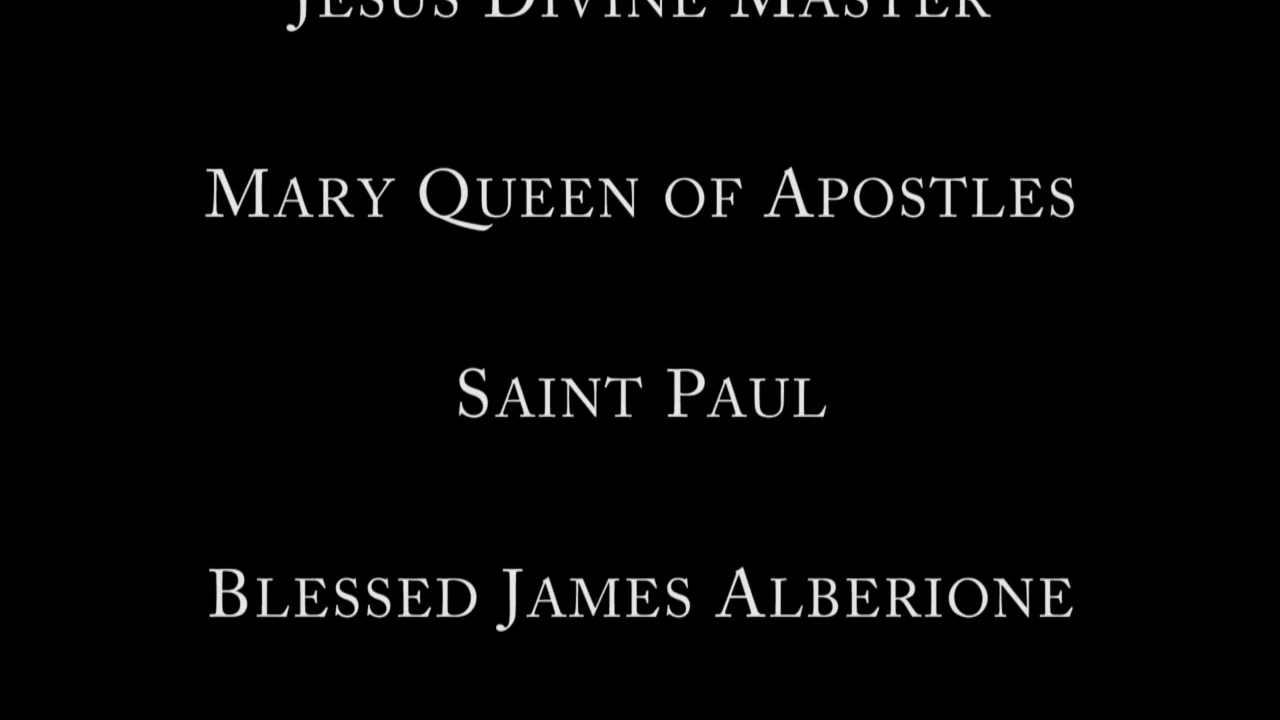 JESUS DIVINE MASTER
MARY QUEEN OF APOSTLES
SAINT PAUL
BLESSED JAMES ALBERIONE